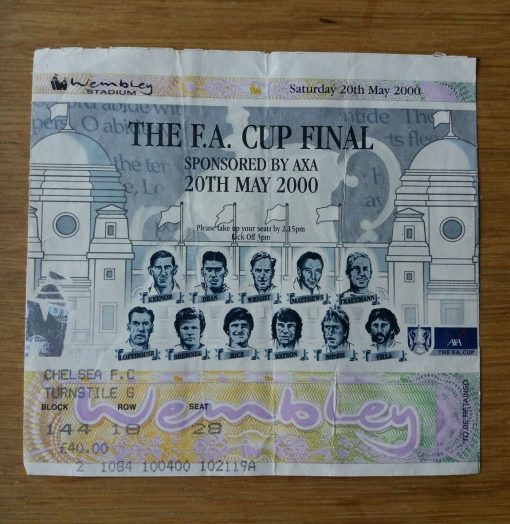 Wembley
STADIUM
Saturday 20th May 2000
THE F.A. CUP FINAL
SPONSORED BY AXA
20TH MAY 2000
Please take up your seats by 2.15pm
Kick Off 3pm
KEENOR DEAN WRIGHT MATTHEWS TRAUTMANN
LOFTHOUSE BREMNER RICE WATSON BONDS VILLA
AXA
THE F.A. CUP
CHELSEA F.C
TURNSTILE G
BLOCK ROW SEAT
144 18 28
£40.00
2 1084 100400 102119A
Wembley
TO BE RETAINED